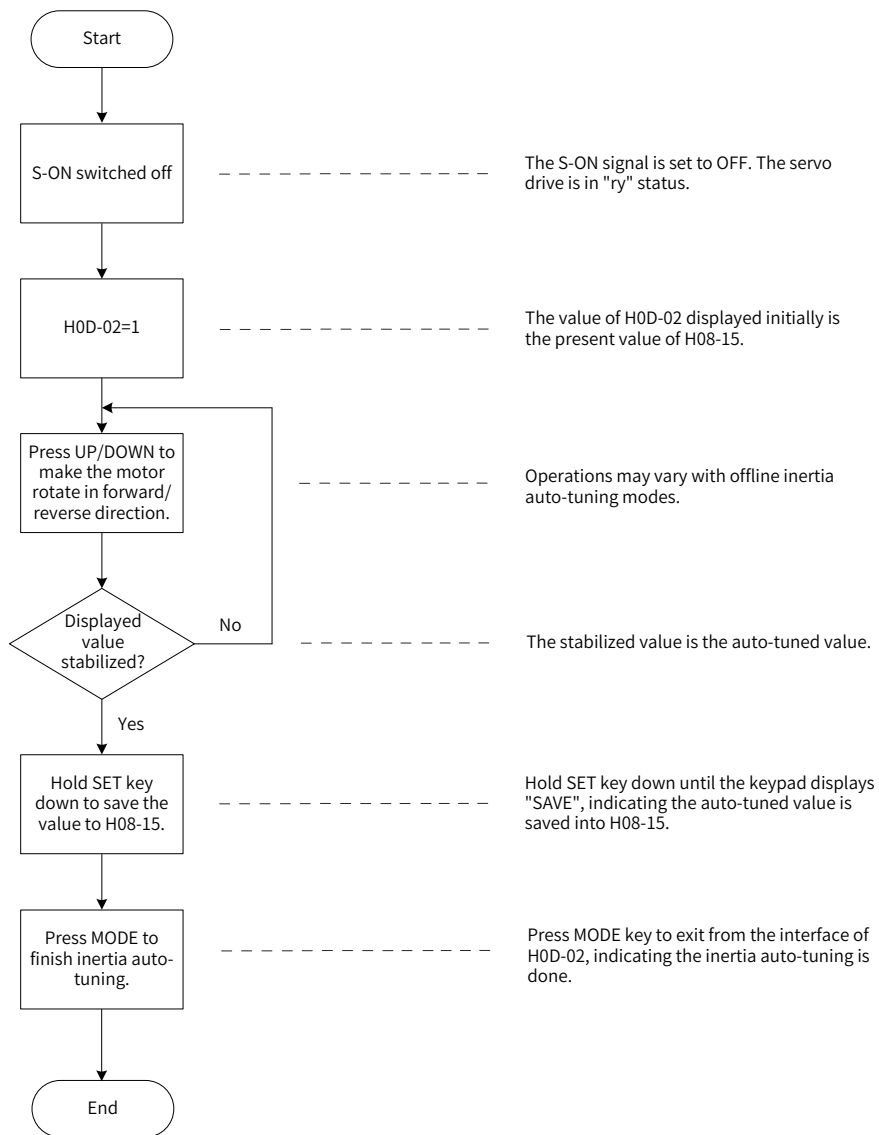 Start
S-ON switched off
The S-ON signal is set to OFF. The servo
drive is in "ry" status.
H0D-02=1
The value of H0D-02 displayed initially is
the present value of H08-15.
Press UP/DOWN to
make the motor
rotate in forward/
reverse direction.
Operations may vary with offline inertia
auto-tuning modes.
Displayed
value
stabilized?
No
The stabilized value is the auto-tuned value.
Yes
Hold SET key
down to save the
value to H08-15.
Hold SET key down until the keypad displays
"SAVE", indicating the auto-tuned value is
saved into H08-15.
Press MODE to
finish inertia auto-
tuning.
Press MODE key to exit from the interface of
H0D-02, indicating the inertia auto-tuning is
done.
End